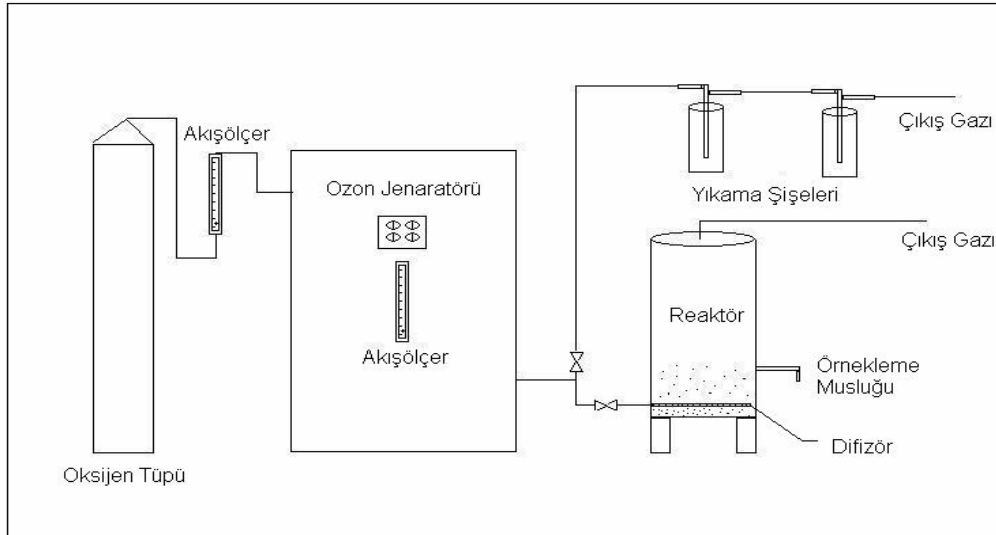 Akışölçer
Ozon Jenaratörü
Akışölçer
Oksijen Tüpü
Çıkış Gazı
Yıkama Şişeleri
Çıkış Gazı
Reaktör
Örnekleme
Musluğu
Difizör